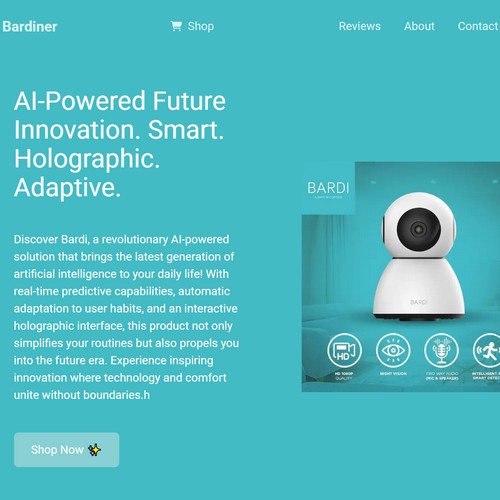 Bardiner
Shop
Reviews
About
Contact
AI-Powered Future
Innovation. Smart.
Holographic.
Adaptive.
Discover Bardi, a revolutionary AI-powered
solution that brings the latest generation of
artificial intelligence to your daily life! With
real-time predictive capabilities, automatic
adaptation to user habits, and an interactive
holographic interface, this product not only
simplifies your routines but also propels you
into the future era. Experience inspiring
innovation where technology and comfort
unite without boundaries.h
Shop Now ✨
BARDI
BARDI
HD
HD 1080P
QUALITY
NIGHT VISION
TWO WAY AUDIO
(MIC & SPEAKER)